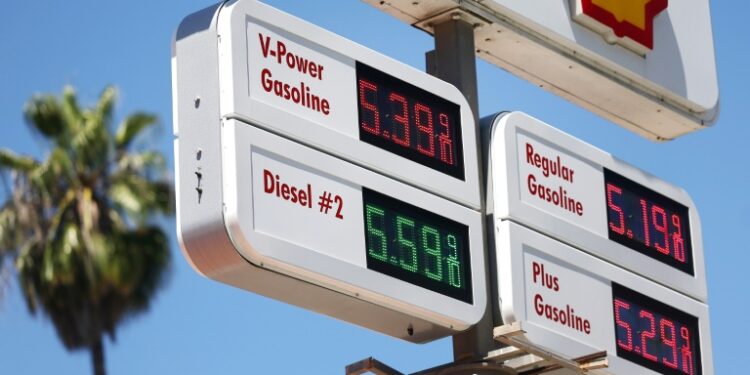 V-Power
Gasoline
5.39 9/10
Diesel #2
5.59 9/10
Regular
Gasoline
5.19 9/10
Plus
Gasoline
5.29 9/10